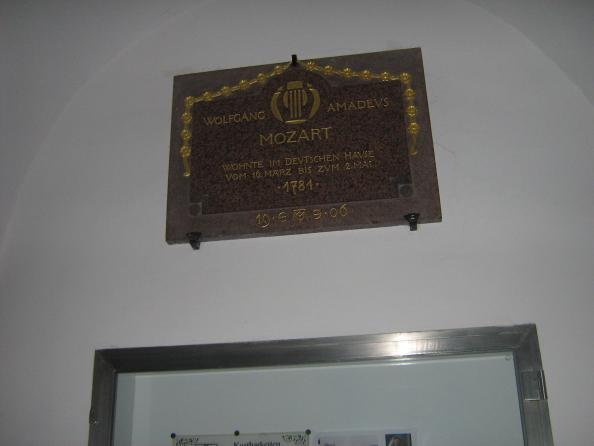 WOLFGANG AMADEVS
MOZART
WOHNTE IM DEVTSCHEN HAVSE
VOM 16. MÄRZ BIS ZVM 2. MAI
·1781·